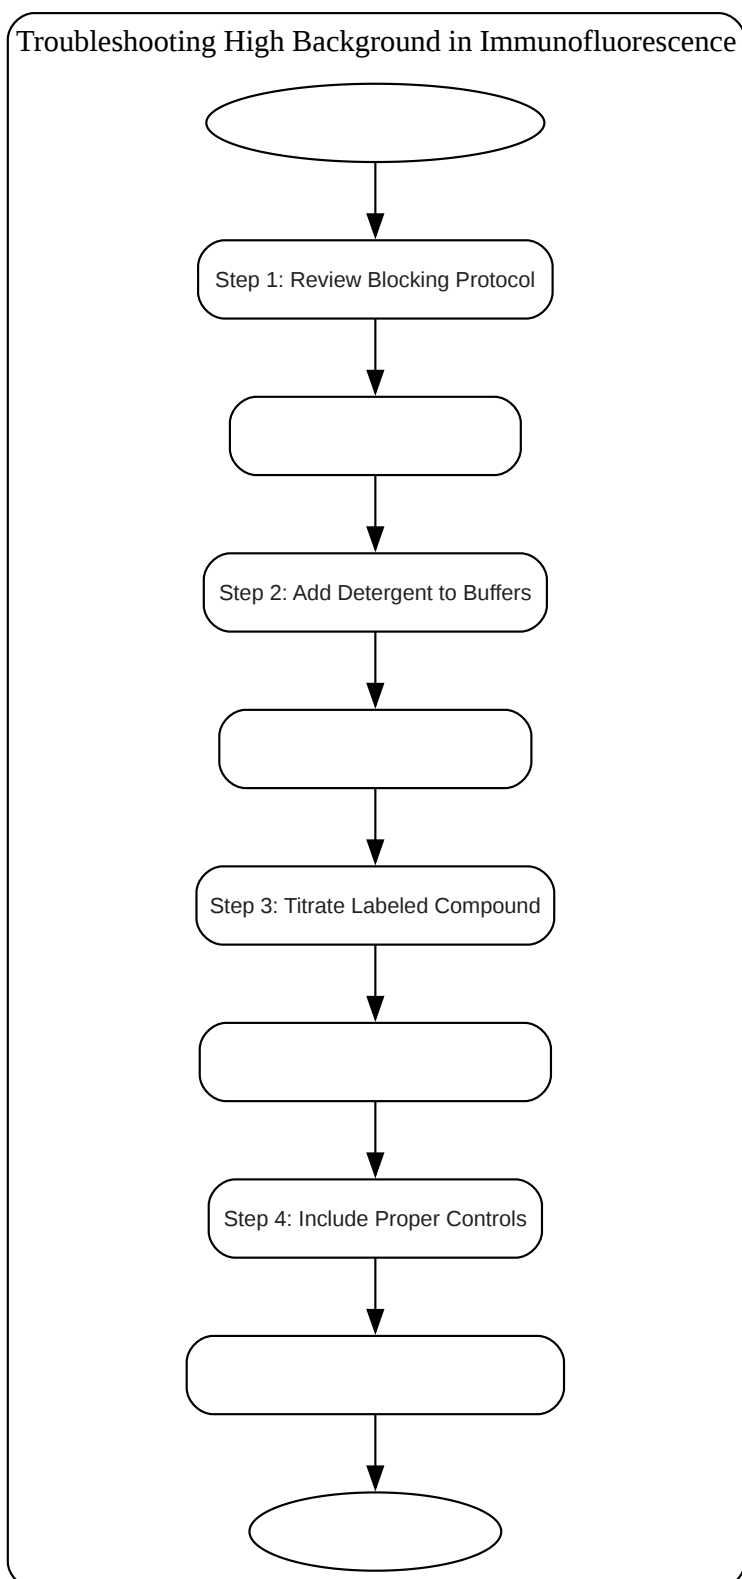 Troubleshooting High Background in Immunofluorescence
Step 1: Review Blocking Protocol
Step 2: Add Detergent to Buffers
Step 3: Titrate Labeled Compound
Step 4: Include Proper Controls